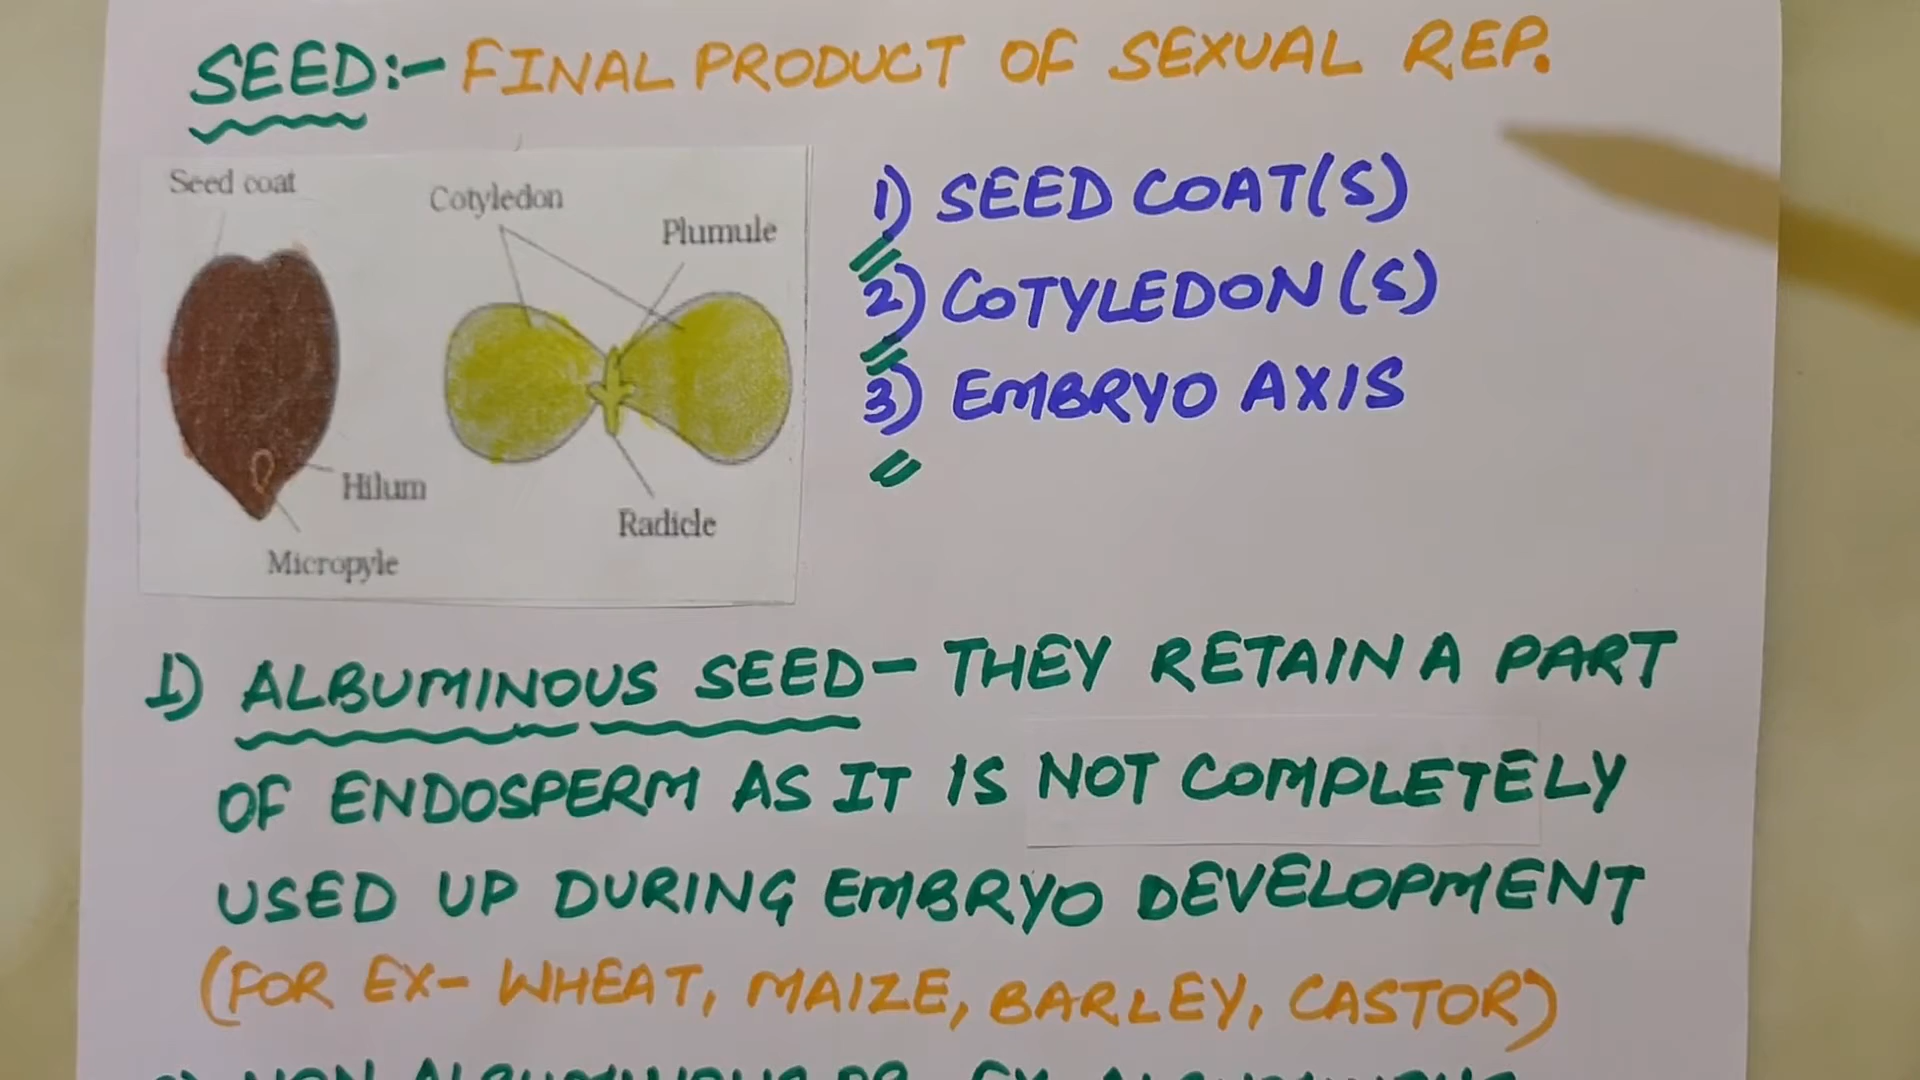 SEED:- FINAL PRODUCT OF SEXUAL REP.
Seed coat
Cotyledon
Plumule
Hilum
Radicle
Micropyle
1) SEED COAT(S)
2) COTYLEDON(S)
3) EMBRYO AXIS
1) ALBUMINOUS SEED- THEY RETAIN A PART
OF ENDOSPERM AS IT IS NOT COMPLETELY
USED UP DURING EMBRYO DEVELOPMENT
(FOR EX- WHEAT, MAIZE, BARLEY, CASTOR)